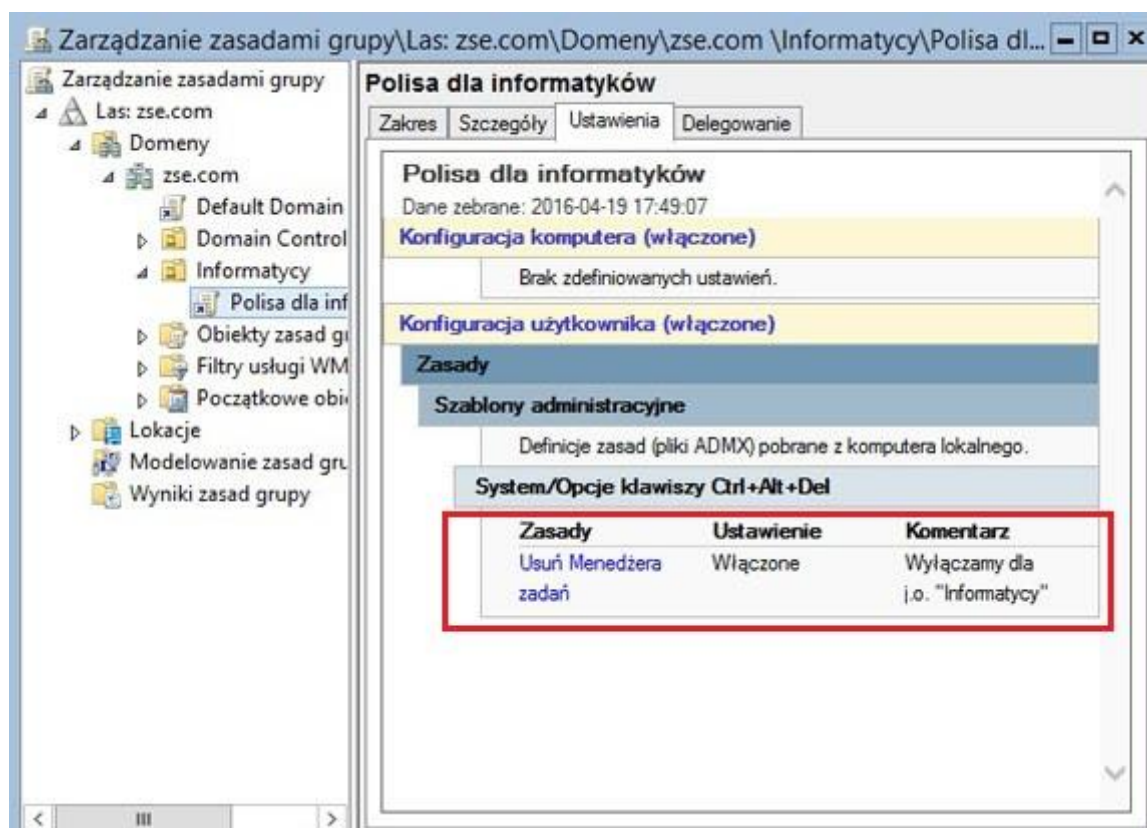 Zarządzanie zasadami grupy\Las: zse.com\Domeny\zse.com \Informatycy\Polisa dl...
Zarządzanie zasadami grupy
Las: zse.com
Domeny
zse.com
Default Domain
Domain Control
Informatycy
Polisa dla inf
Obiekty zasad g
Filtry usługi WM
Początkowe obi
Lokacje
Modelowanie zasad gru
Wyniki zasad grupy
Polisa dla informatyków
Zakres Szczegóły Ustawienia Delegowanie
Polisa dla informatyków
Dane zebrane: 2016-04-19 17:49:07
Konfiguracja komputera (włączone)
Brak zdefiniowanych ustawień.
Konfiguracja użytkownika (włączone)
Zasady
Szablony administracyjne
Definicje zasad (pliki ADMX) pobrane z komputera lokalnego.
System/Opcje klawiszy Ctrl+Alt+Del
Zasady Ustawienie Komentarz
Usuń Menedżera Włączone Wyłączamy dla
zadań j.o. "Informatycy"